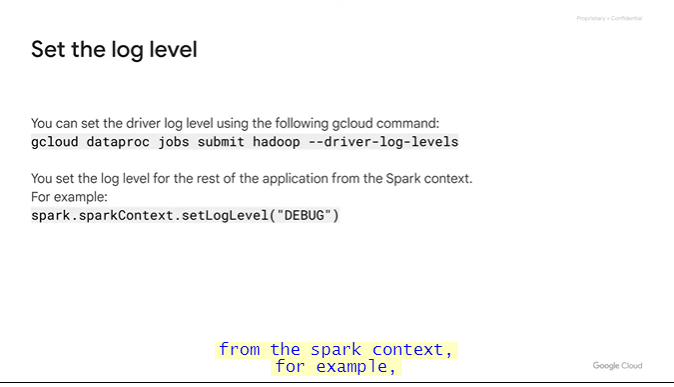 Proprietary + Confidential
Set the log level
You can set the driver log level using the following gcloud command:
gcloud dataproc jobs submit hadoop --driver-log-levels
You set the log level for the rest of the application from the Spark context.
For example:
spark.sparkContext.setLogLevel("DEBUG")
from the spark context,
for example,
Google Cloud